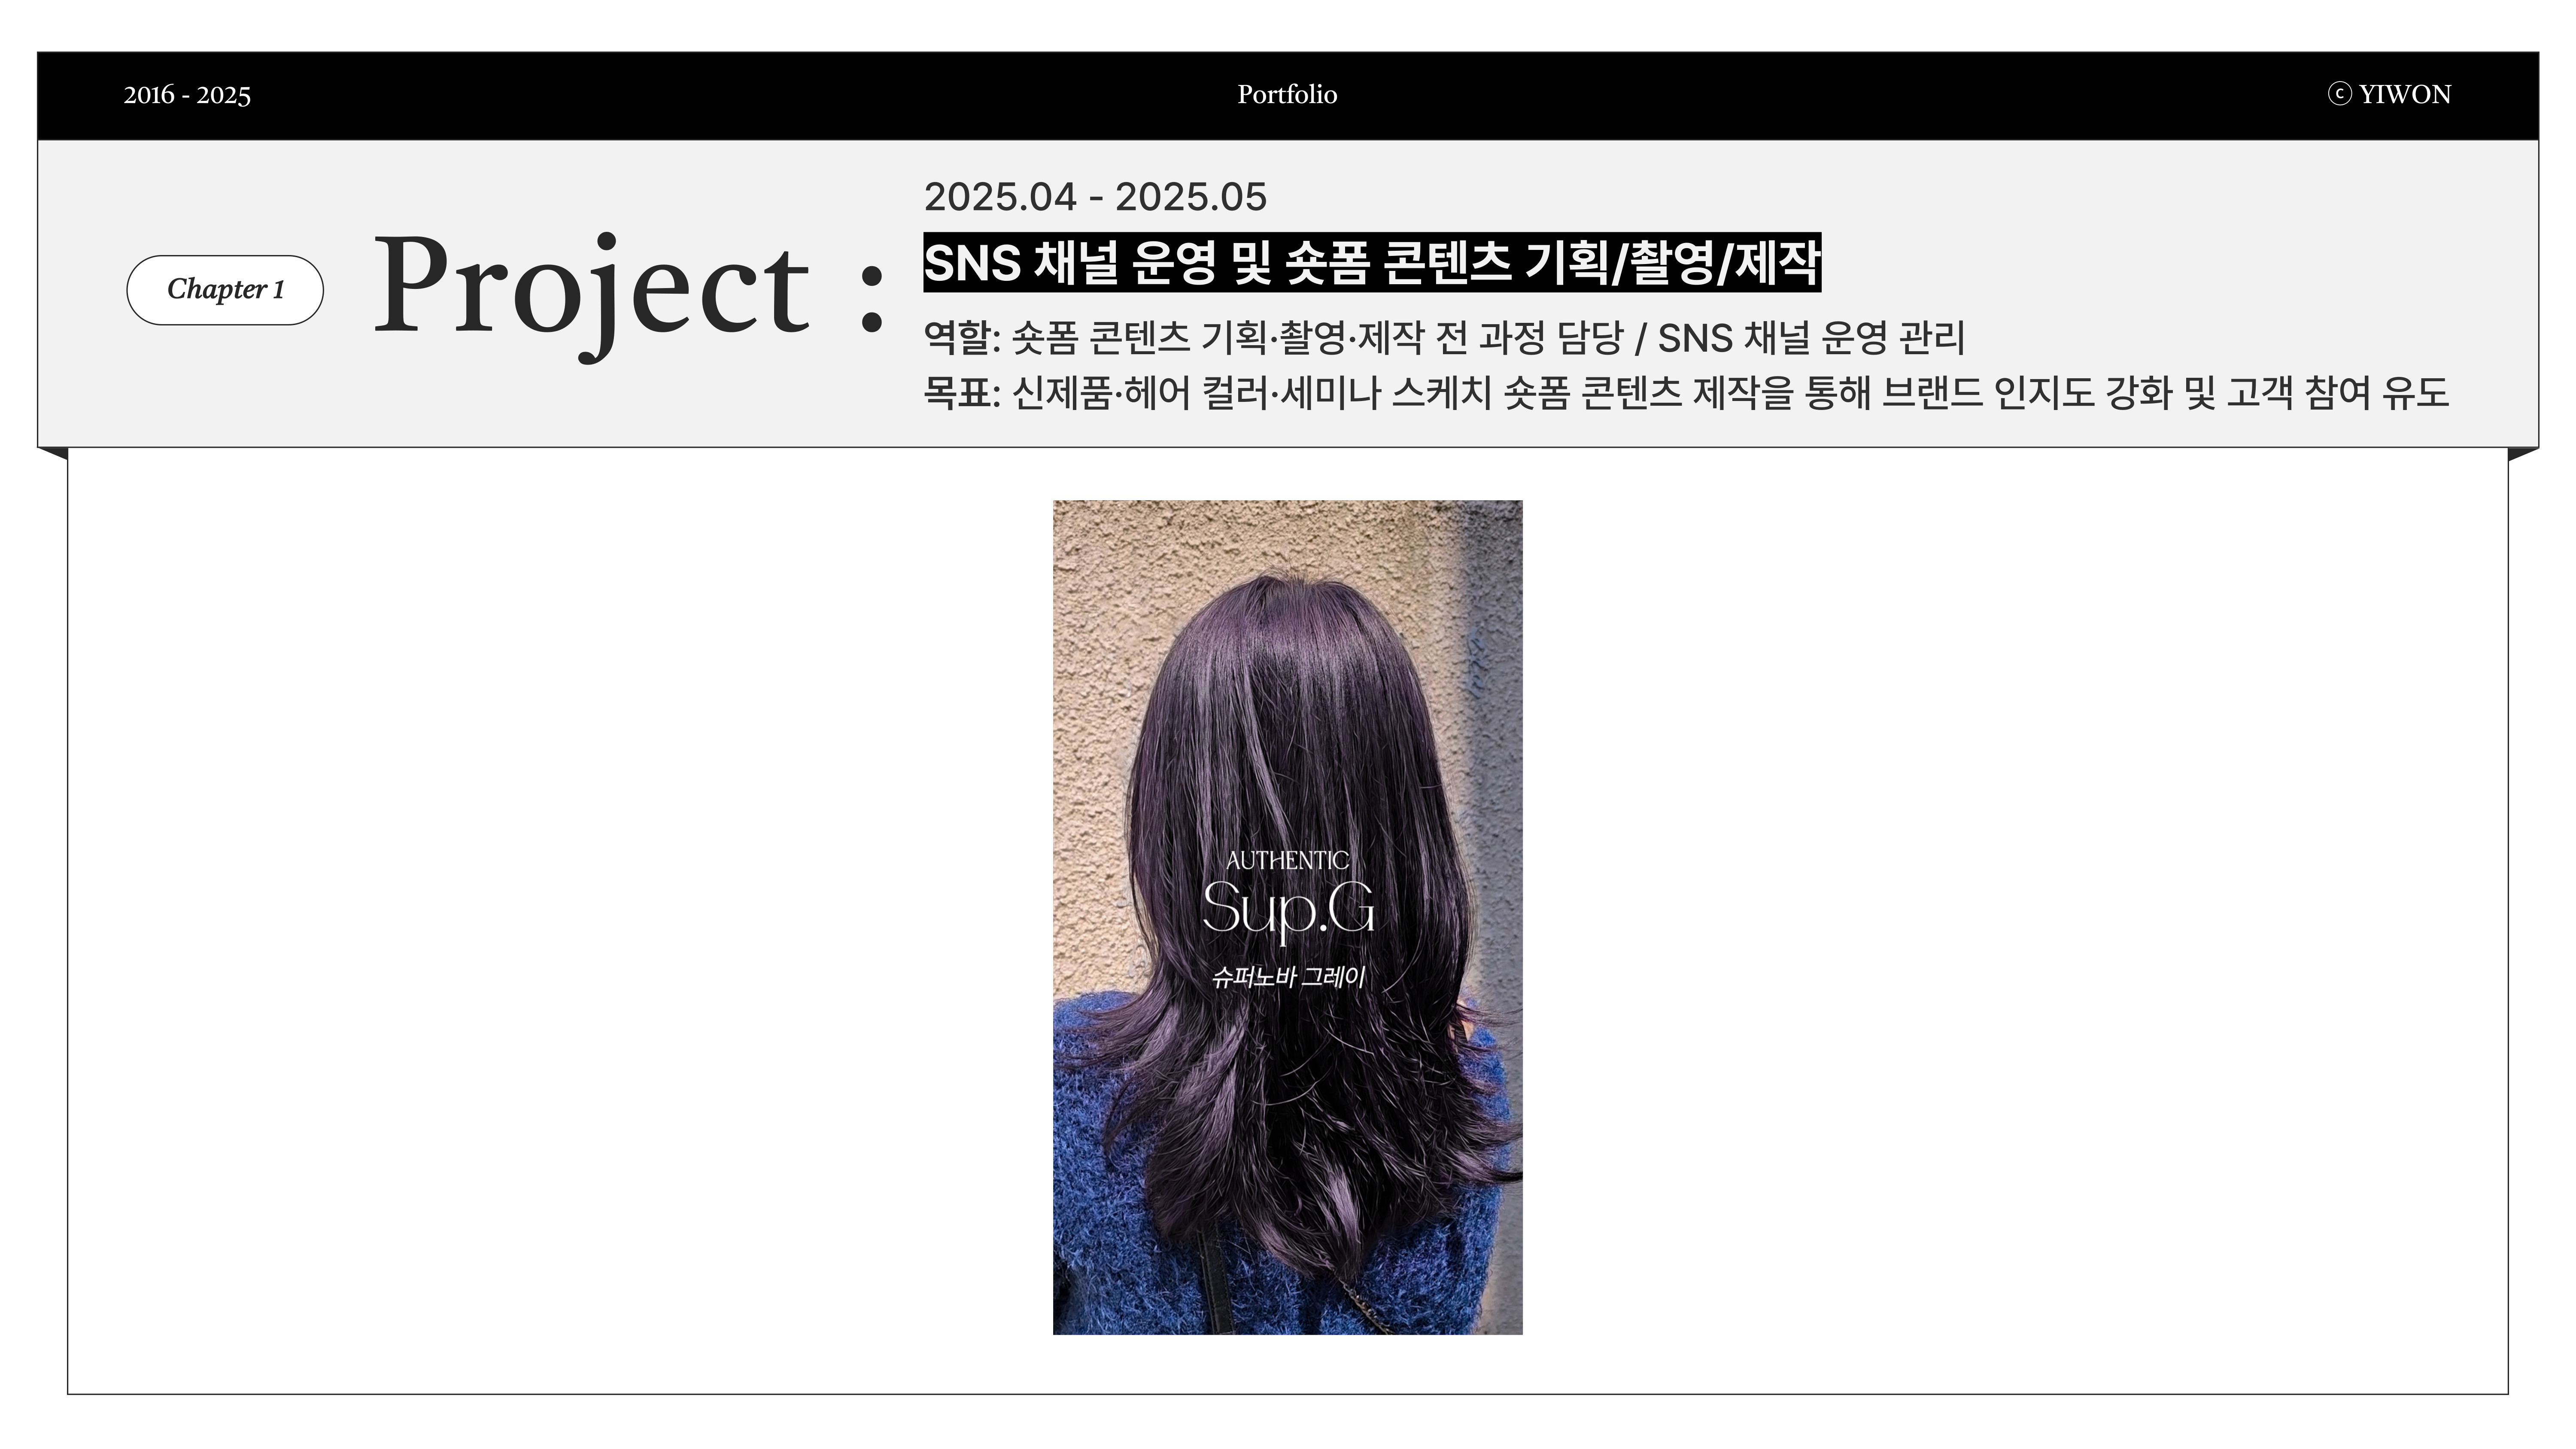 2016 - 2025
Portfolio
ⓒ YIWON
Chapter 1
Project :
2025.04 - 2025.05
SNS 채널 운영 및 숏폼 콘텐츠 기획/촬영/제작
역할: 숏폼 콘텐츠 기획·촬영·제작 전 과정 담당 / SNS 채널 운영 관리
목표: 신제품·헤어 컬러·세미나 스케치 숏폼 콘텐츠 제작을 통해 브랜드 인지도 강화 및 고객 참여 유도
AUTHENTIC
Sup.G
슈퍼노바 그레이